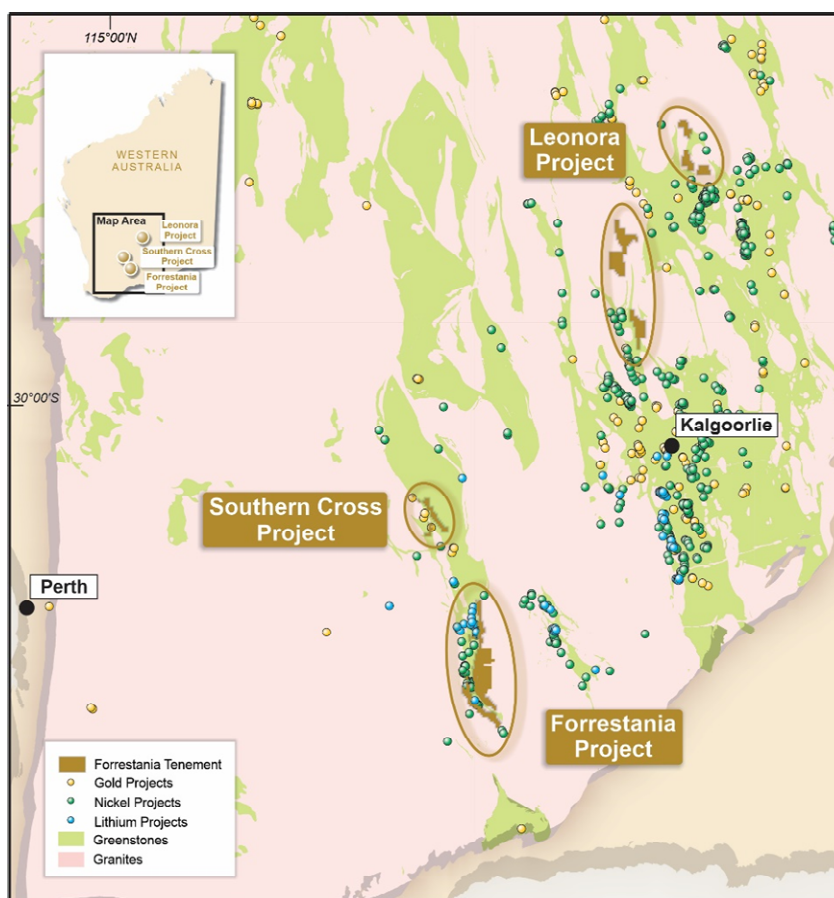 115°00'N
WESTERN
AUSTRALIA
Map Area
Leonora
Project
Southern Cross
Project
Forrestania
Project
Leonora
Project
30°00'S
Kalgoorlie
Southern Cross
Project
Perth
Forrestania
Project
Forrestania Tenement
Gold Projects
Nickel Projects
Lithium Projects
Greenstones
Granites